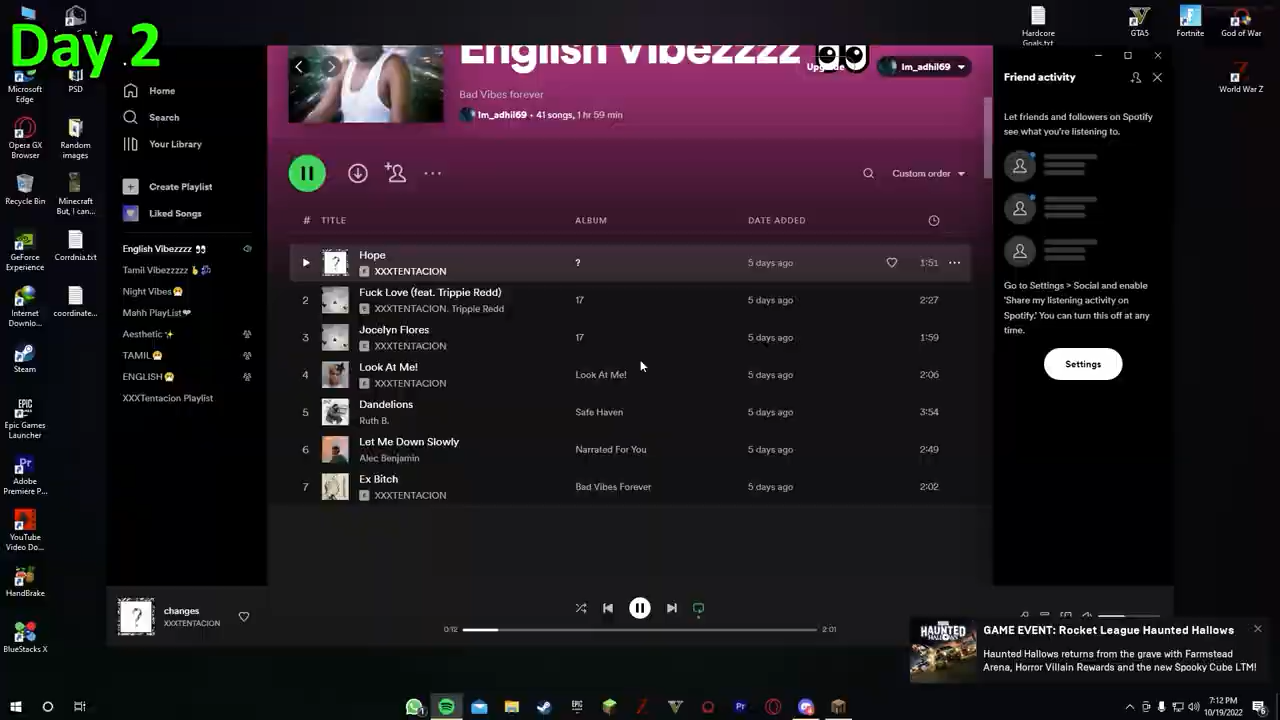 Day 2
Microsoft
Edge
PSD
Opera GX
Browser
Random
images
Recycle Bin
Minecraft
But, I can...
GeForce
Experience
Corrdnia.txt
Internet
Downlo...
coordinate...
Steam
Epic Games
Launcher
Adobe
Premiere P...
YouTube
Video Do...
HandBrake
BlueStacks X
Hardcore
Goals.txt
GTA5
Fortnite
God of War
World War Z
Home
Search
Your Library
Create Playlist
Liked Songs
English Vibezzzz 👀
Tamil Vibezzzzz
Night Vibes
Mahh PlayList❤
Aesthetic ✨
TAMIL
ENGLISH
XXXTentacion Playlist
English Vibezzzz 👀
Upgrade
Im_adhil69
Bad Vibes forever
Im_adhil69 • 41 songs, 1 hr 59 min
Custom order
# TITLE ALBUM DATE ADDED
Hope ? 5 days ago 1:51
E XXXTENTACION
2 Fuck Love (feat. Trippie Redd) 17 5 days ago 2:27
E XXXTENTACION, Trippie Redd
3 Jocelyn Flores 17 5 days ago 1:59
E XXXTENTACION
4 Look At Me! Look At Me! 5 days ago 2:06
E XXXTENTACION
5 Dandelions Safe Haven 5 days ago 3:54
Ruth B.
6 Let Me Down Slowly Narrated For You 5 days ago 2:49
Alec Benjamin
7 Ex Bitch Bad Vibes Forever 5 days ago 2:02
E XXXTENTACION
Friend activity
Let friends and followers on Spotify
see what you're listening to.
Go to Settings > Social and enable
'Share my listening activity on
Spotify.' You can turn this off at any
time.
Settings
changes
XXXTENTACION
0:12
2:01
HAUNTED
HALLOWS
GAME EVENT: Rocket League Haunted Hallows
Haunted Hallows returns from the grave with Farmstead
Arena, Horror Villain Rewards and the new Spooky Cube LTM!
7:12 PM
10/19/2022